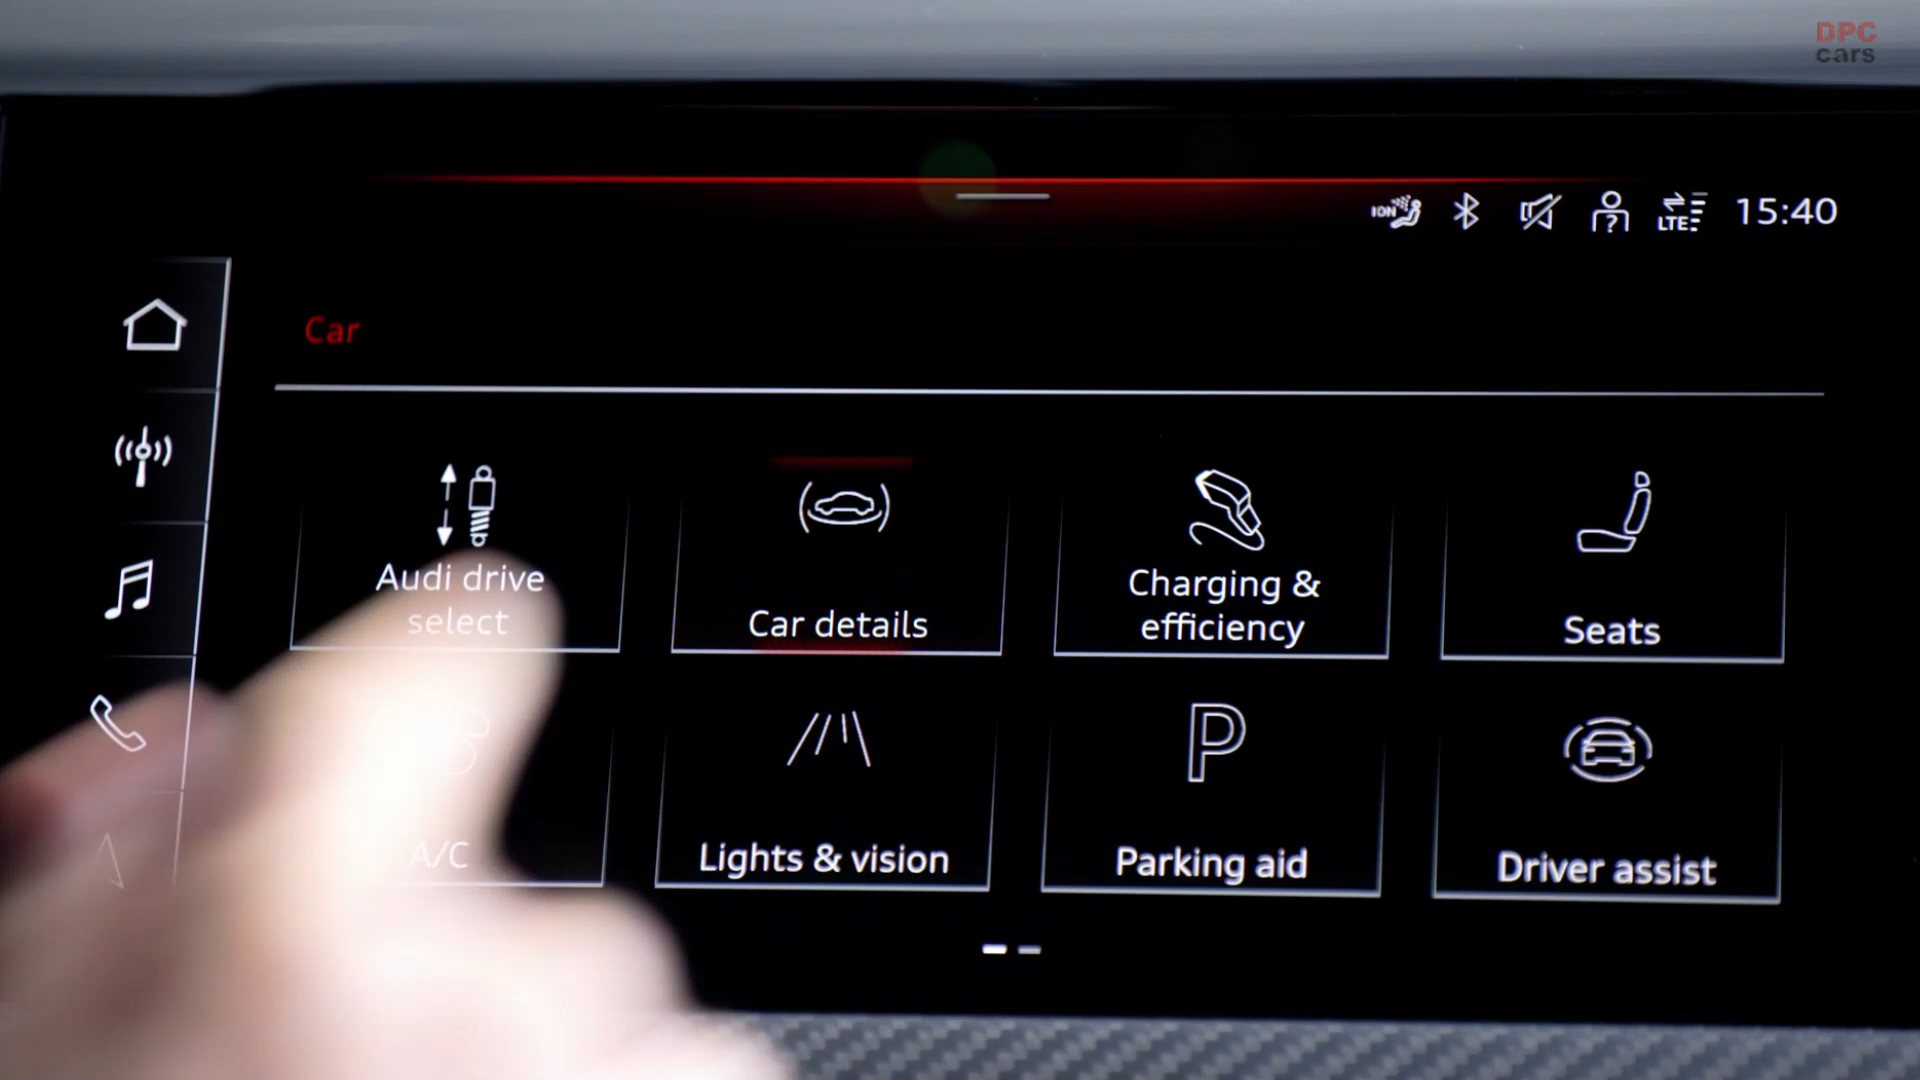 DPC
cars
ION
LTE
15:40
Car
Audi drive
select
Car details
Charging &
efficiency
Seats
A/C
Lights & vision
P
Parking aid
Driver assist